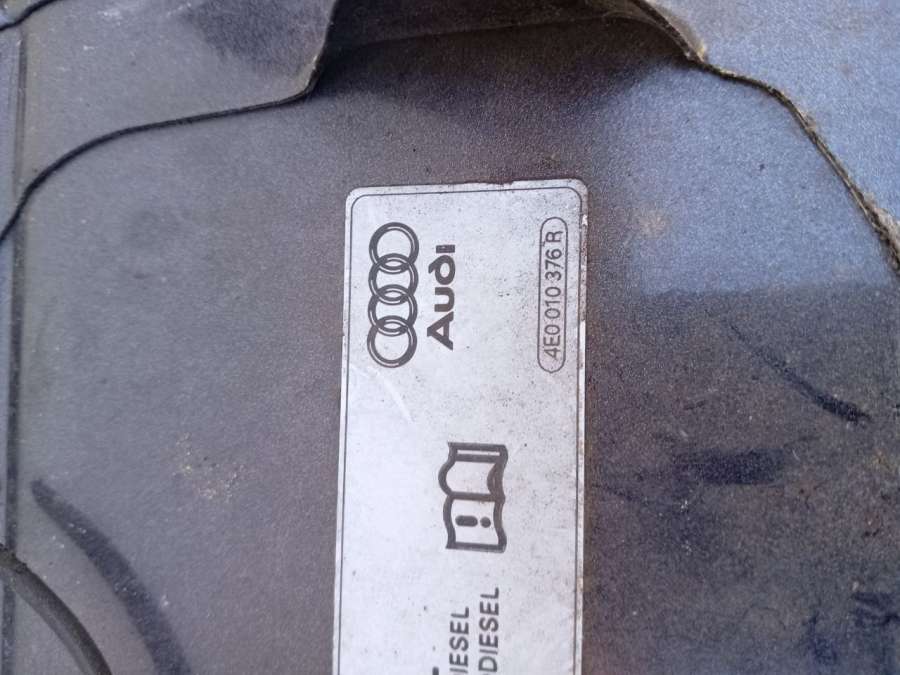 Audi
4E0 010 376 R
IESEL
DIESEL